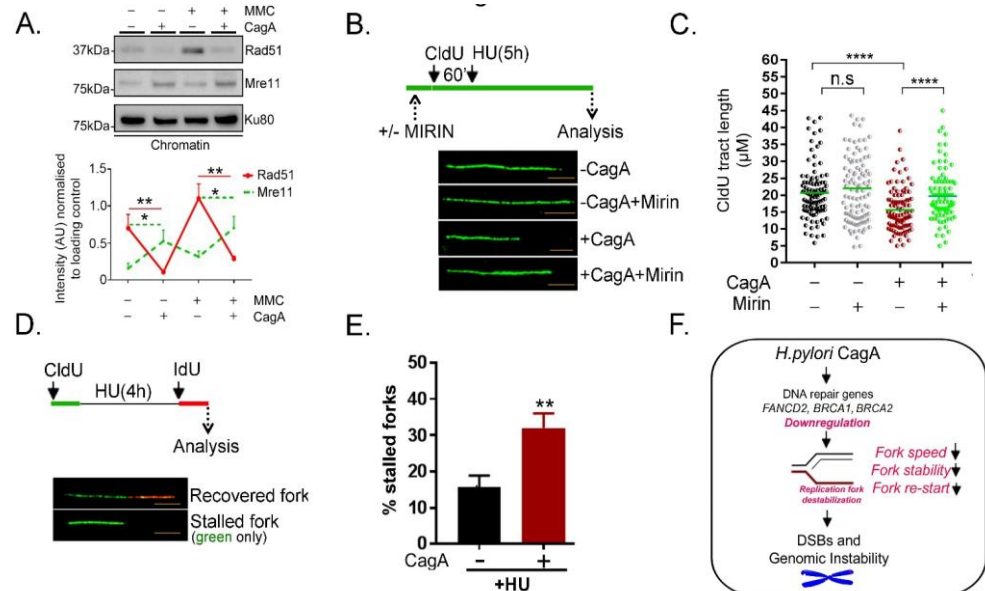 A.
− − + + MMC
− + − + CagA
37kDa Rad51
75kDa Mre11
75kDa Ku80
Chromatin
Intensity (AU) normalised
to loading control
1.5
1.0
0.5
0
** **
* *
Rad51
Mre11
− − + + MMC
− + − + CagA
B.
CldU HU(5h)
60'
+/- MIRIN Analysis
-CagA
-CagA+Mirin
+CagA
+CagA+Mirin
C.
CldU tract length
(µM)
60
55
50
45
40
35
30
25
20
15
10
5
0
****
n.s ****
CagA − − + +
Mirin − + − +
D.
CldU IdU
HU(4h)
Analysis
Recovered fork
Stalled fork
(green only)
E.
% stalled forks
50
40
30
20
10
0
**
CagA − +
+HU
F.
H.pylori CagA
DNA repair genes
FANCD2, BRCA1, BRCA2
Downregulation
Fork speed
Fork stability
Fork re-start
Replication fork
destabilization
DSBs and
Genomic Instability